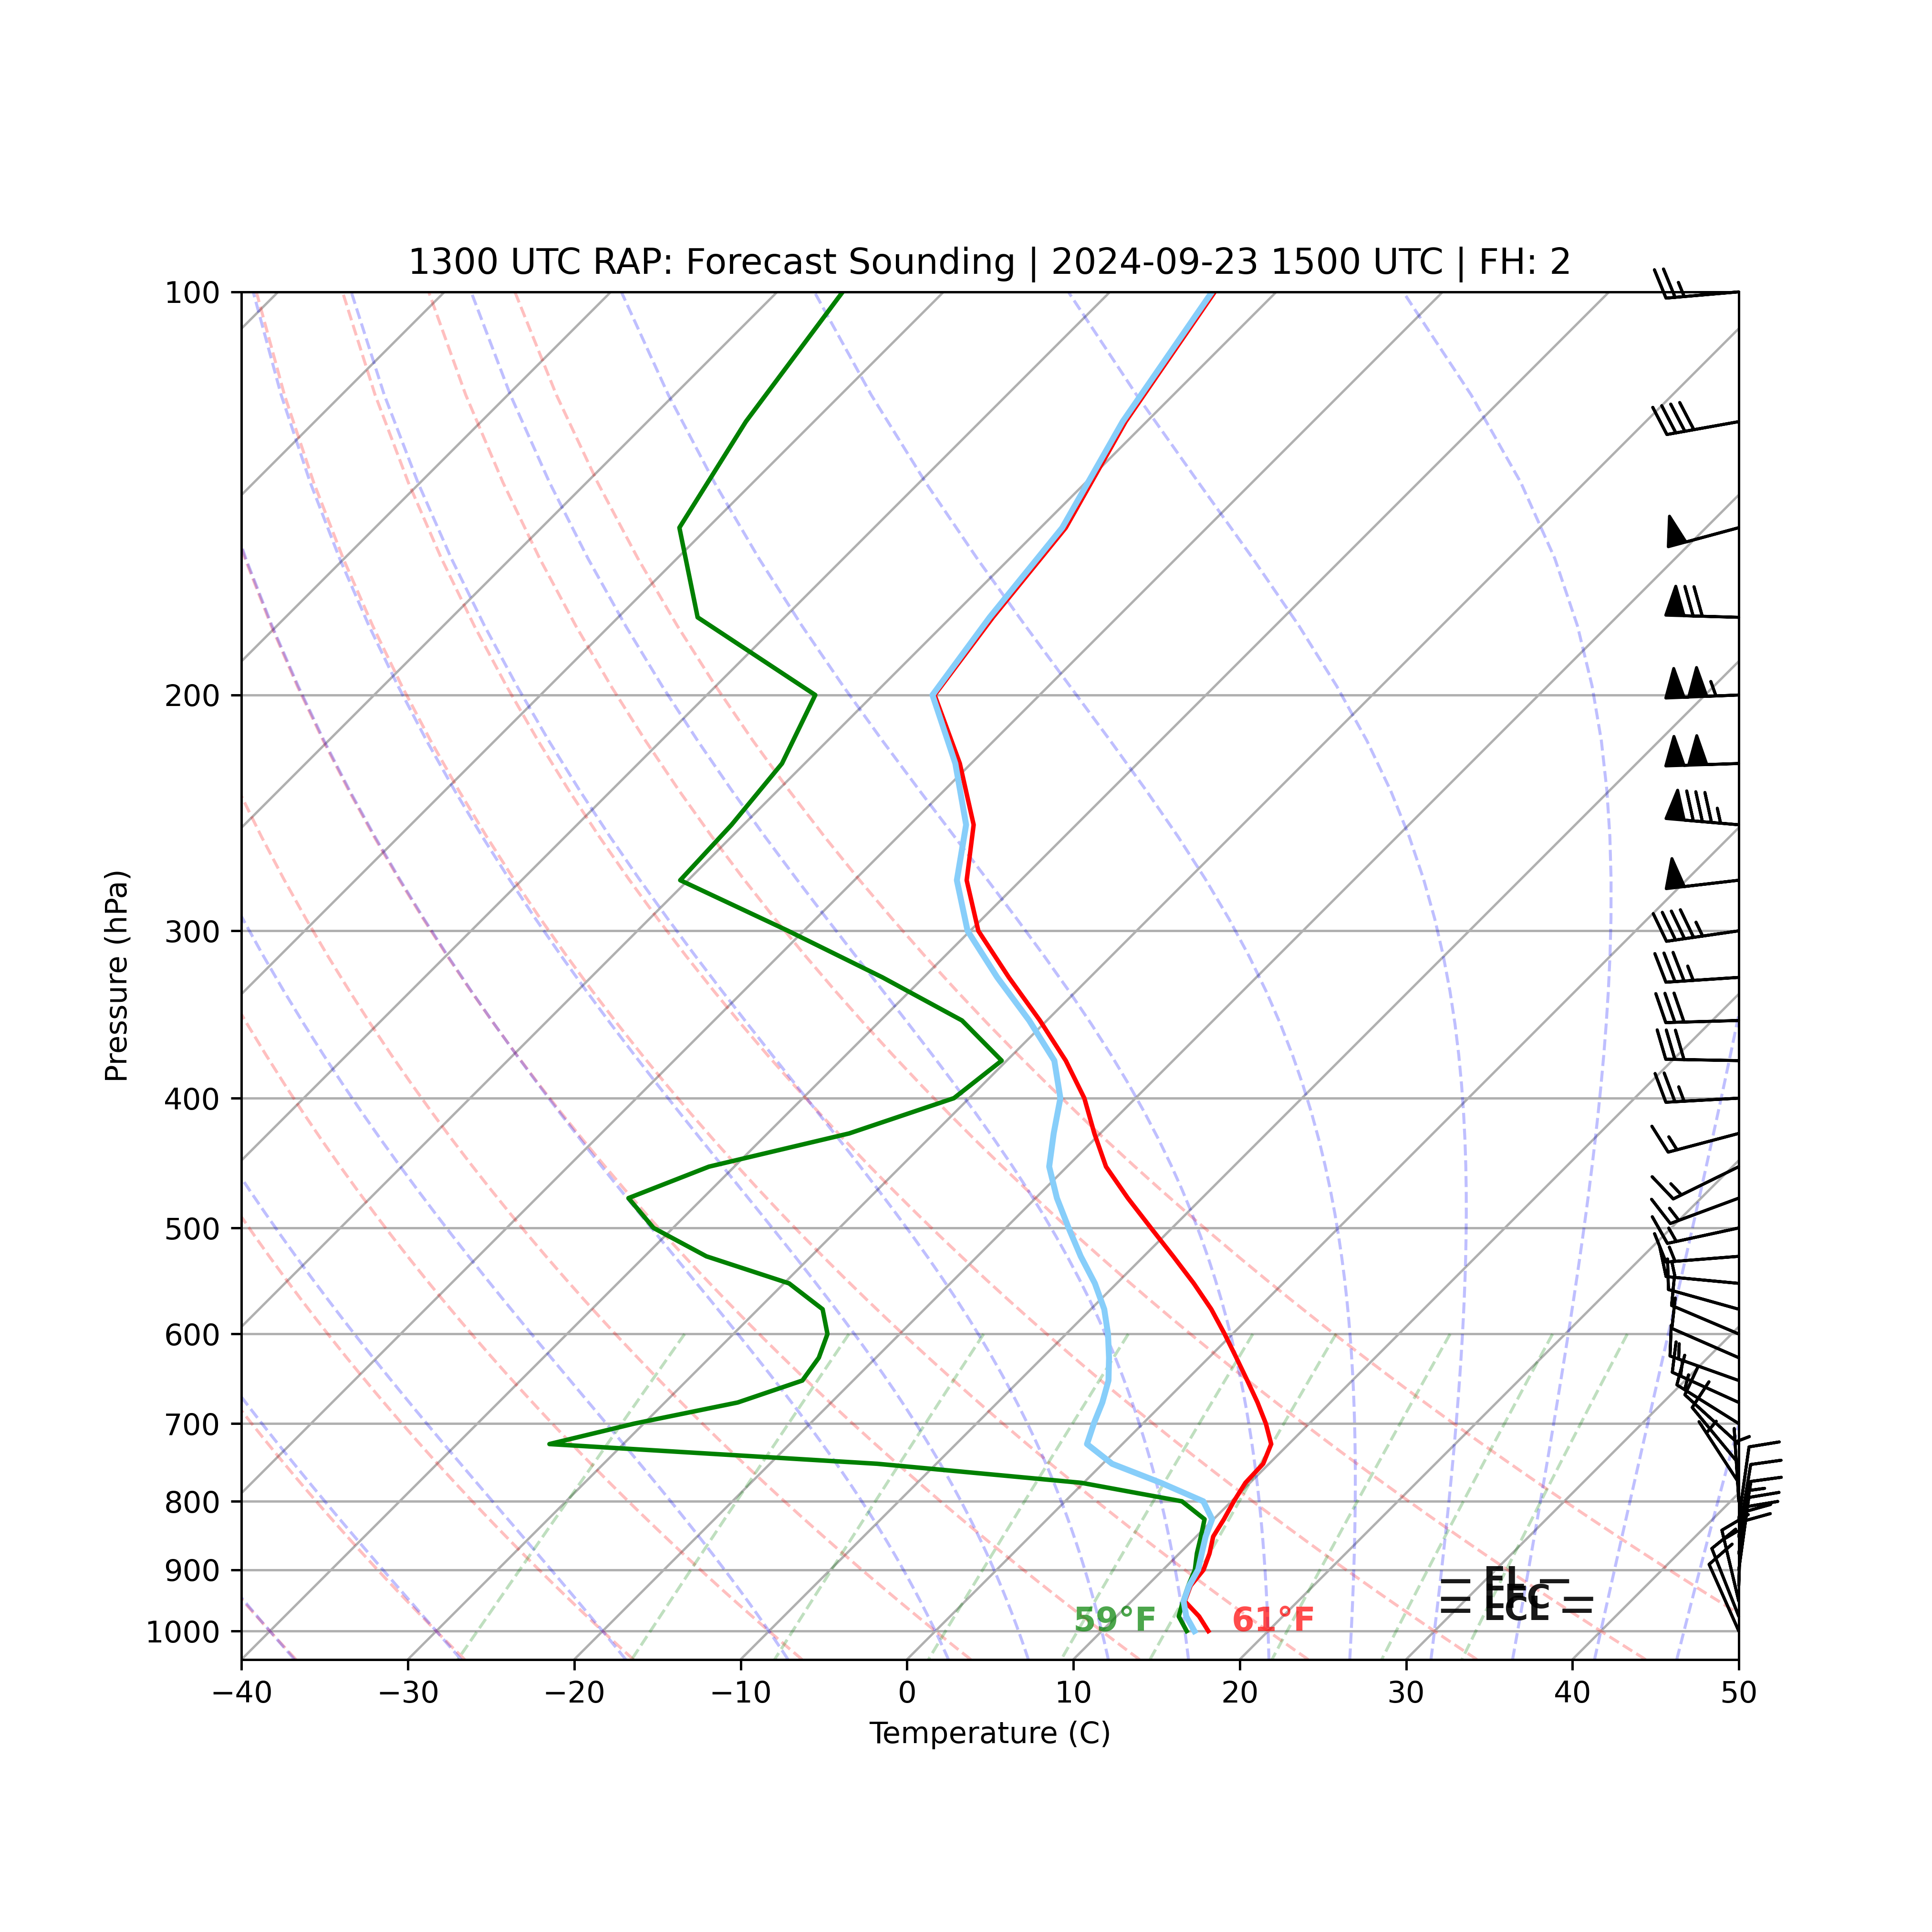 1300 UTC RAP: Forecast Sounding | 2024-09-23 1500 UTC | FH: 2
100
200
300
400
500
600
700
800
900
1000
Pressure (hPa)
— EL —
— LCL —
59°F
61°F
−40 −30 −20 −10 0 10 20 30 40 50
Temperature (C)